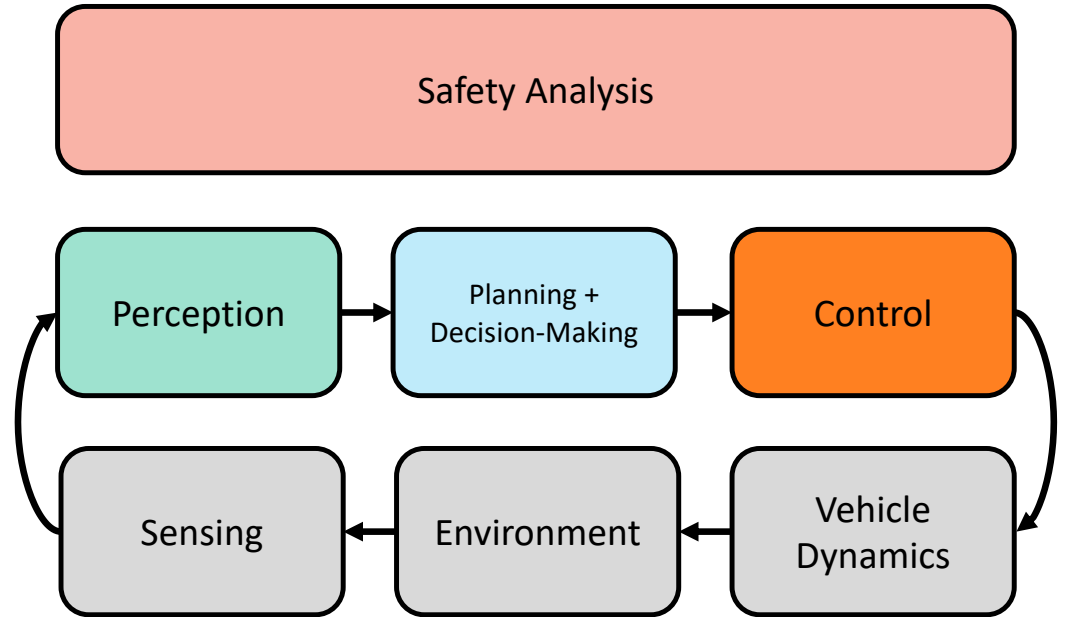 Safety Analysis
Perception
Planning +
Decision-Making
Control
Sensing
Environment
Vehicle
Dynamics